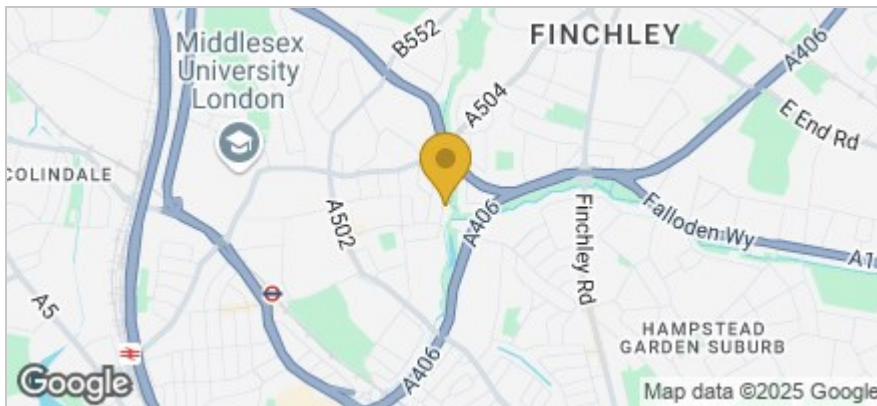 FINCHLEY
B552
A406
Middlesex
University
London
A504
E End Rd
COLINDALE
A502
A406
Finchley Rd
Falloden Wy
A1
A5
HAMPSTEAD
GARDEN SUBURB
A406
Google
Map data ©2025 Google